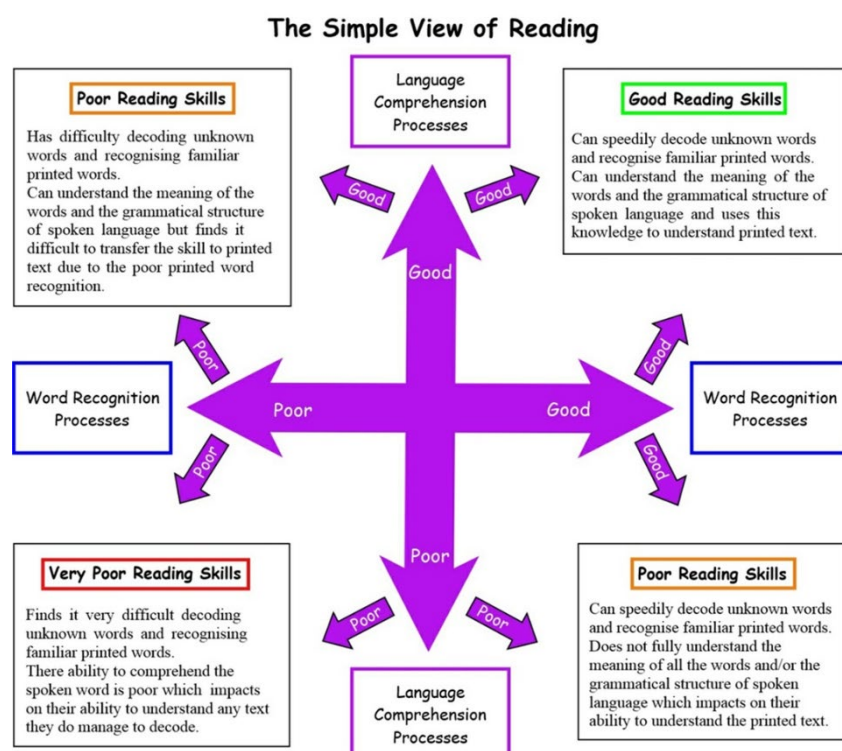 The Simple View of Reading
Language
Comprehension
Processes
Poor Reading Skills
Has difficulty decoding unknown
words and recognising familiar
printed words.
Can understand the meaning of the
words and the grammatical structure
of spoken language but finds it
difficult to transfer the skill to printed
text due to the poor printed word
recognition.
Good Reading Skills
Can speedily decode unknown words
and recognise familiar printed words.
Can understand the meaning of the
words and the grammatical structure of
spoken language and uses this
knowledge to understand printed text.
Good
Good
Good
Poor
Good
Word Recognition
Processes
Poor
Good
Word Recognition
Processes
Poor
Good
Poor
Poor
Poor
Very Poor Reading Skills
Finds it very difficult decoding
unknown words and recognising
familiar printed words.
There ability to comprehend the
spoken word is poor which impacts
on their ability to understand any text
they do manage to decode.
Poor Reading Skills
Can speedily decode unknown words
and recognise familiar printed words.
Does not fully understand the
meaning of all the words and/or the
grammatical structure of spoken
language which impacts on their
ability to understand the printed text.
Language
Comprehension
Processes